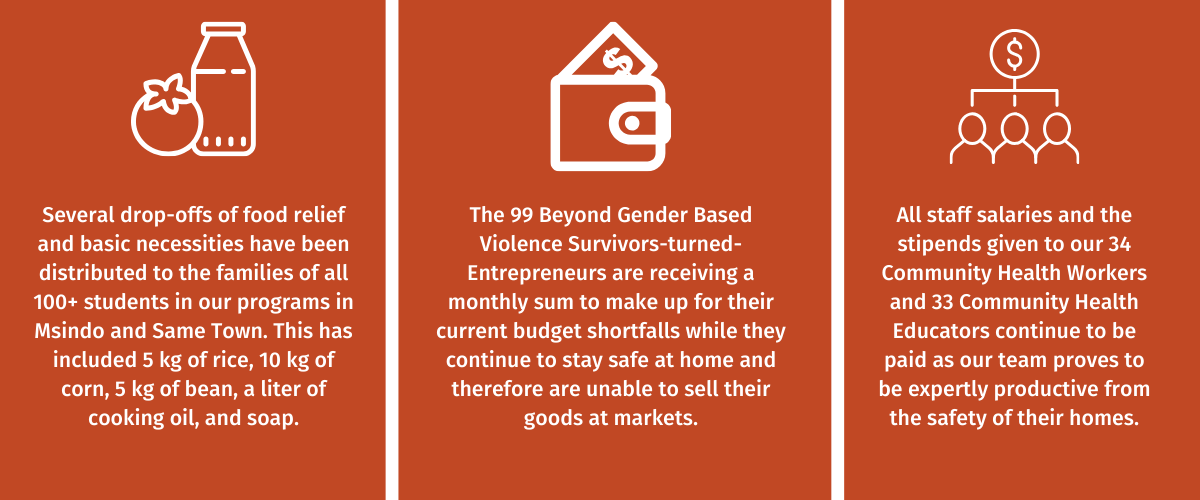 Several drop-offs of food relief
and basic necessities have been
distributed to the families of all
100+ students in our programs in
Msindo and Same Town. This has
included 5 kg of rice, 10 kg of
corn, 5 kg of bean, a liter of
cooking oil, and soap.
$
The 99 Beyond Gender Based
Violence Survivors-turned-
Entrepreneurs are receiving a
monthly sum to make up for their
current budget shortfalls while they
continue to stay safe at home and
therefore are unable to sell their
goods at markets.
$
All staff salaries and the
stipends given to our 34
Community Health Workers
and 33 Community Health
Educators continue to be
paid as our team proves to
be expertly productive from
the safety of their homes.